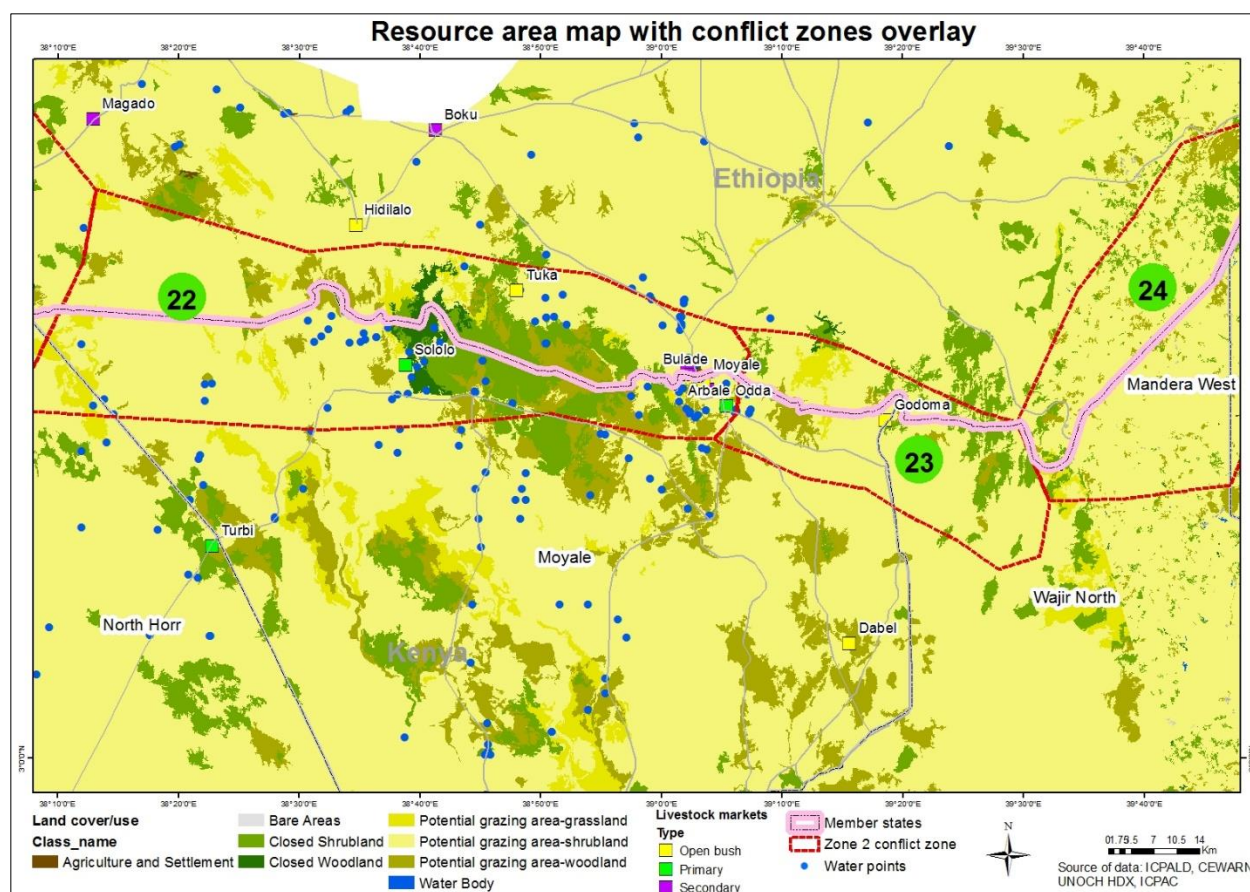 Resource area map with conflict zones overlay
38°10'0"E 38°20'0"E 38°30'0"E 38°40'0"E 38°50'0"E 39°0'0"E 39°10'0"E 39°20'0"E 39°30'0"E 39°40'0"E
Magado
Boku
Ethiopia
Hidilalo
Tuka
22
24
Sololo
Bulade
Moyale
Mandera West
Arbale
Odda
Godoma
23
Turbi
Moyale
Wajir North
North Horr
Dabel
Kenya
3°0'0"N
38°10'0"E 38°20'0"E 38°30'0"E 38°40'0"E 38°50'0"E 39°0'0"E 39°10'0"E 39°20'0"E 39°30'0"E 39°40'0"E
Land cover/use
Class_name
Agriculture and Settlement
Bare Areas
Closed Shrubland
Closed Woodland
Potential grazing area-grassland
Potential grazing area-shrubland
Potential grazing area-woodland
Water Body
Livestock markets
Type
Open bush
Primary
Secondary
Member states
Zone 2 conflict zone
Water points
N
7 10.5 14
Km
Source of data: ICPALD, CEWARN
UNOCH HDX, ICPAC